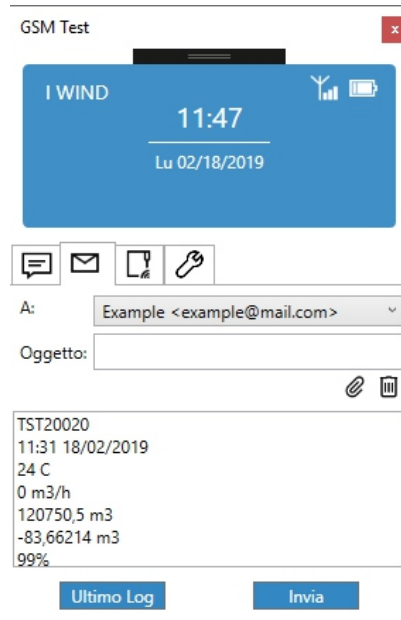 GSM Test
x
I WIND
11:47
Lu 02/18/2019
A:
Example <example@mail.com>
Oggetto:
TST20020
11:31 18/02/2019
24 C
0 m3/h
120750,5 m3
-83,66214 m3
99%
Ultimo Log
Invia